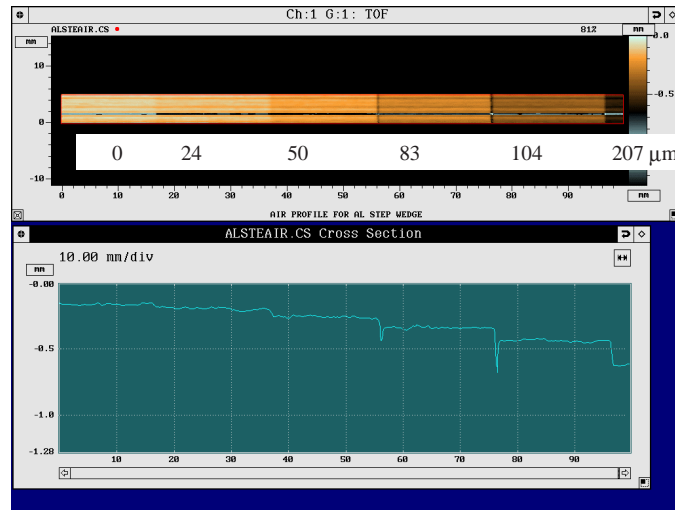 Ch:1 G:1: TOF
ALSTEAIR.CS 81%
mm mm
0.0
10
-0.5
0
0 24 50 83 104 207 μm
-10
0 10 20 30 40 50 60 70 80 90 mm
AIR PROFILE FOR AL STEP WEDGE
ALSTEAIR.CS Cross Section
10.00 mm/div
mm
-0.00
-0.5
-1.0
-1.28
10 20 30 40 50 60 70 80 90